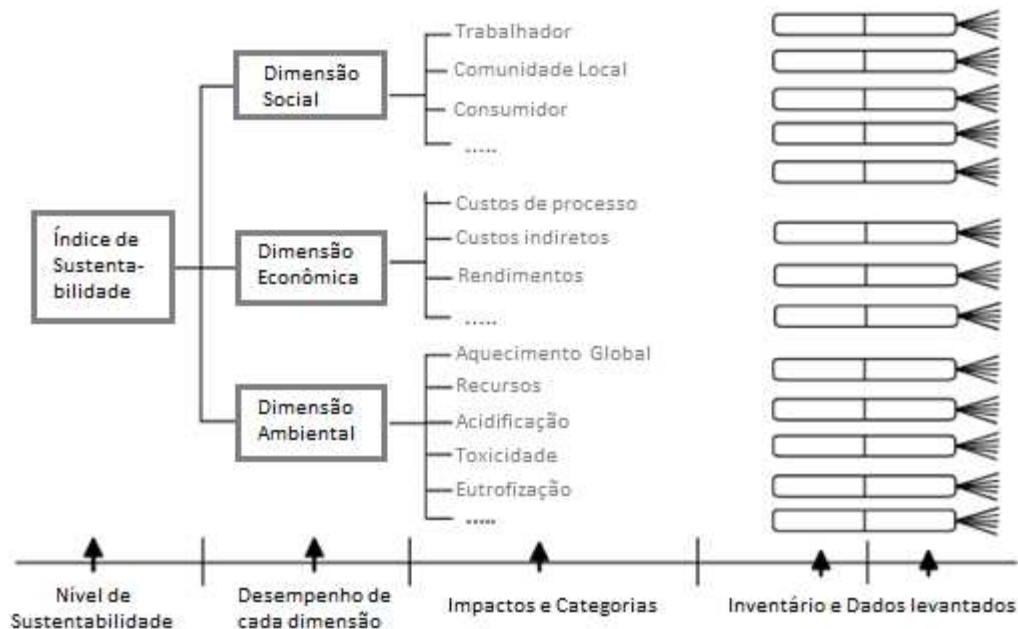 Trabalhador
Dimensão
Social
Comunidade Local
Consumidor
.....
Índice de
Sustenta-
bilidade
Custos de processo
Dimensão
Econômica
Custos indiretos
Rendimentos
.....
Aquecimento Global
Recursos
Dimensão
Ambiental
Acidificação
Toxicidade
Eutrofização
.....
Nível de
Sustentabilidade
Desempenho de
cada dimensão
Impactos e Categorias
Inventário e Dados levantados